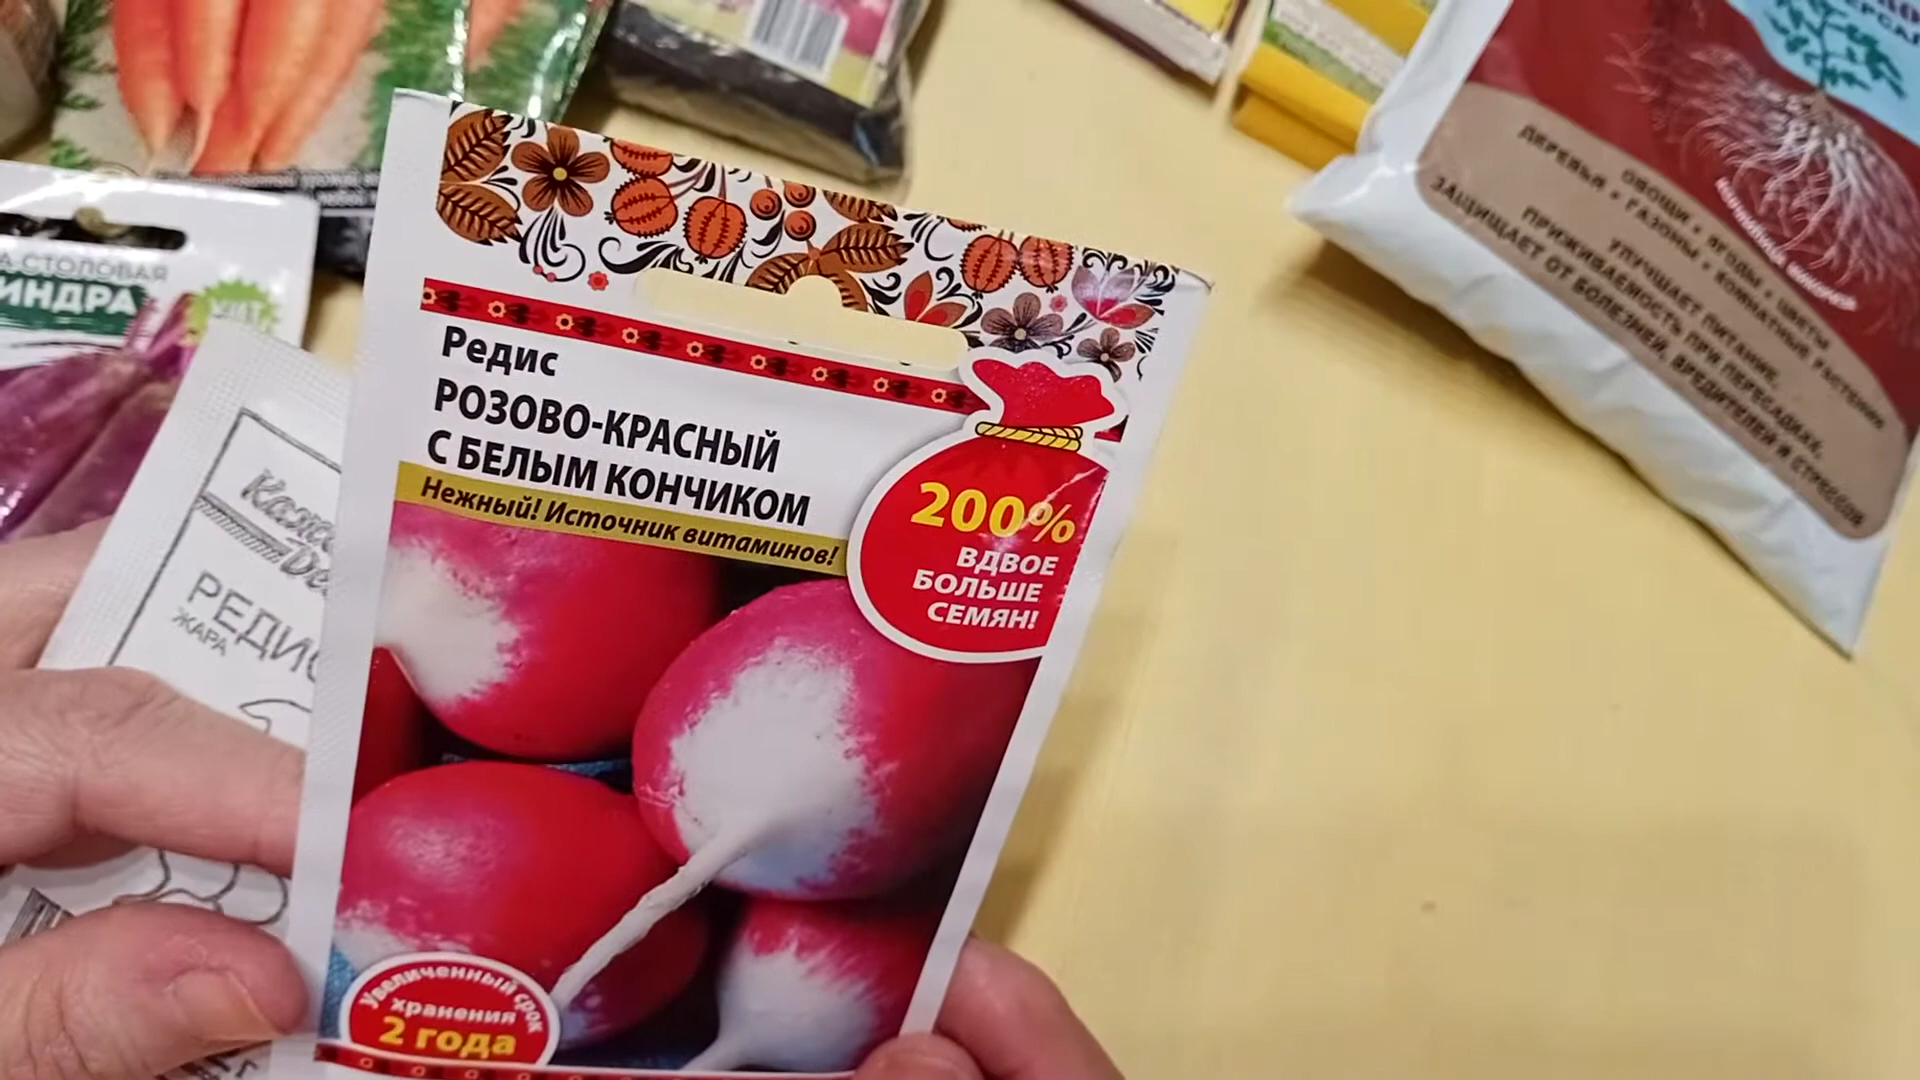 Редис
РОЗОВО-КРАСНЫЙ
С БЕЛЫМ КОНЧИКОМ
Нежный! Источник витаминов!
200%
ВДВОЕ
БОЛЬШЕ
СЕМЯН!
Увеличенный срок
хранения
2 года
СТОЛОВАЯ
ИНДРА
РЕДИС
ЖАРА
ОВОЩИ • ЯГОДЫ • ЦВЕТЫ
ДЕРЕВЬЯ • ГАЗОНЫ • КОМНАТНЫЕ РАСТЕНИЯ
УЛУЧШАЕТ ПИТАНИЕ,
ПРИЖИВАЕМОСТЬ ПРИ ПЕРЕСАДКЕ,
ЗАЩИЩАЕТ ОТ БОЛЕЗНЕЙ, ВРЕДИТЕЛЕЙ И СТРЕССОВ